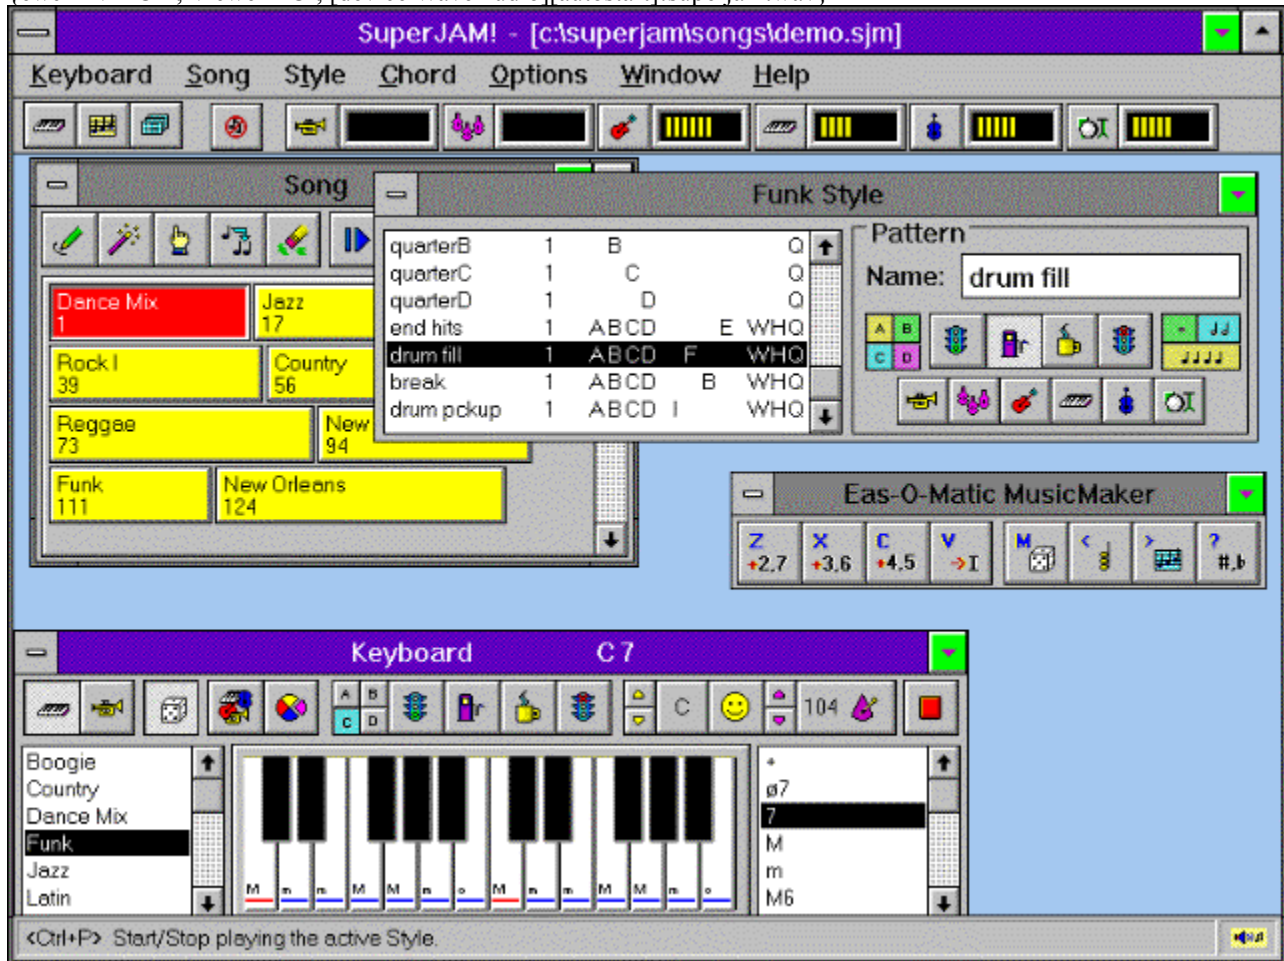 SuperJAM! - [c:\superjam\songs\demo.sjm]
Keyboard Song Style Chord Options Window Help
Song
Dance Mix
1
Jazz
17
Rock I
39
Country
56
Reggae
73
New
94
Funk
111
New Orleans
124
Funk Style
quarterB 1 B Q
quarterC 1 C Q
quarterD 1 D Q
end hits 1 ABCD E WHQ
drum fill 1 ABCD F WHQ
break 1 ABCD B WHQ
drum pckup 1 ABCD I WHQ
Pattern
Name: drum fill
A B
C D
Eas-O-Matic MusicMaker
Z X C V M < > ?
+2,7 +3,6 +4,5 →I #,b
Keyboard C 7
A B
C D
C
104
Boogie
Country
Dance Mix
Funk
Jazz
Latin
M m m M M m o M m m M M m o
+
ø7
7
M
m
M6
<Ctrl+P> Start/Stop playing the active Style.